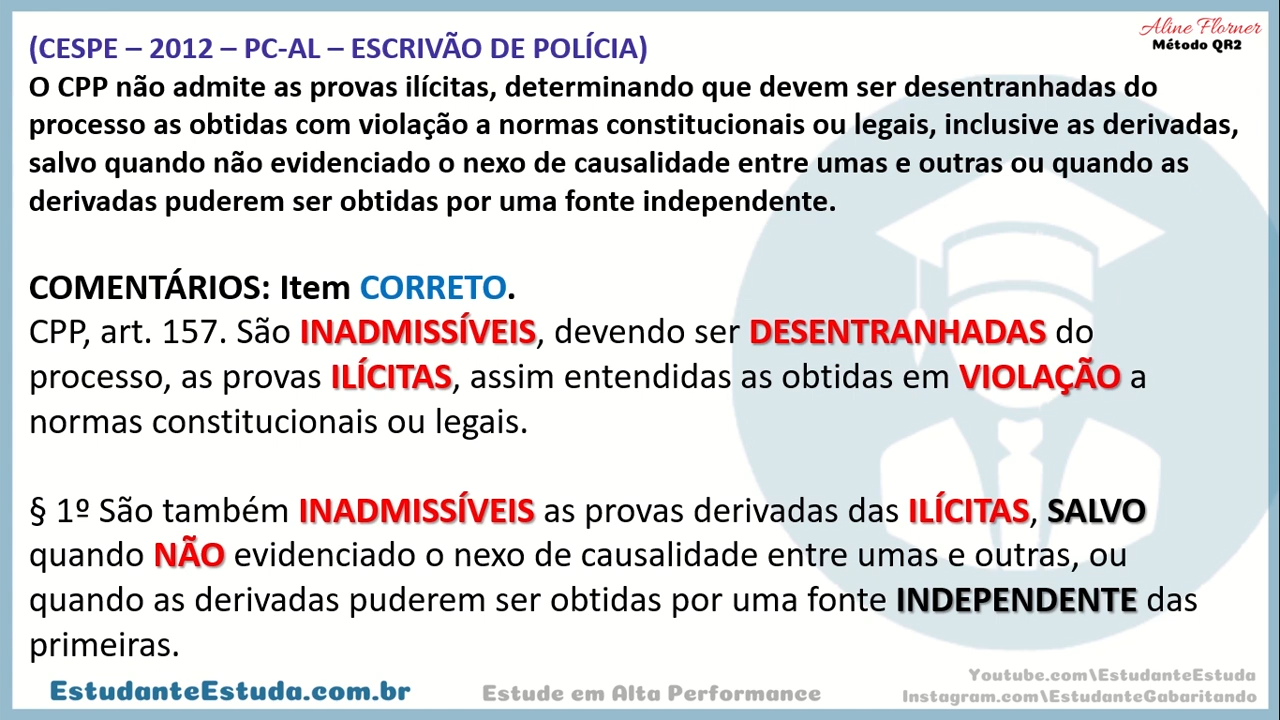 Aline Florner
Método QR2
(CESPE – 2012 – PC-AL – ESCRIVÃO DE POLÍCIA)
O CPP não admite as provas ilícitas, determinando que devem ser desentranhadas do
processo as obtidas com violação a normas constitucionais ou legais, inclusive as derivadas,
salvo quando não evidenciado o nexo de causalidade entre umas e outras ou quando as
derivadas puderem ser obtidas por uma fonte independente.
COMENTÁRIOS: Item CORRETO.
CPP, art. 157. São INADMISSÍVEIS, devendo ser DESENTRANHADAS do
processo, as provas ILÍCITAS, assim entendidas as obtidas em VIOLAÇÃO a
normas constitucionais ou legais.
§ 1º São também INADMISSÍVEIS as provas derivadas das ILÍCITAS, SALVO
quando NÃO evidenciado o nexo de causalidade entre umas e outras, ou
quando as derivadas puderem ser obtidas por uma fonte INDEPENDENTE das
primeiras.
EstudanteEstuda.com.br
Estude em Alta Performance
Youtube.com\EstudanteEstuda
Instagram.com\EstudanteGabaritando